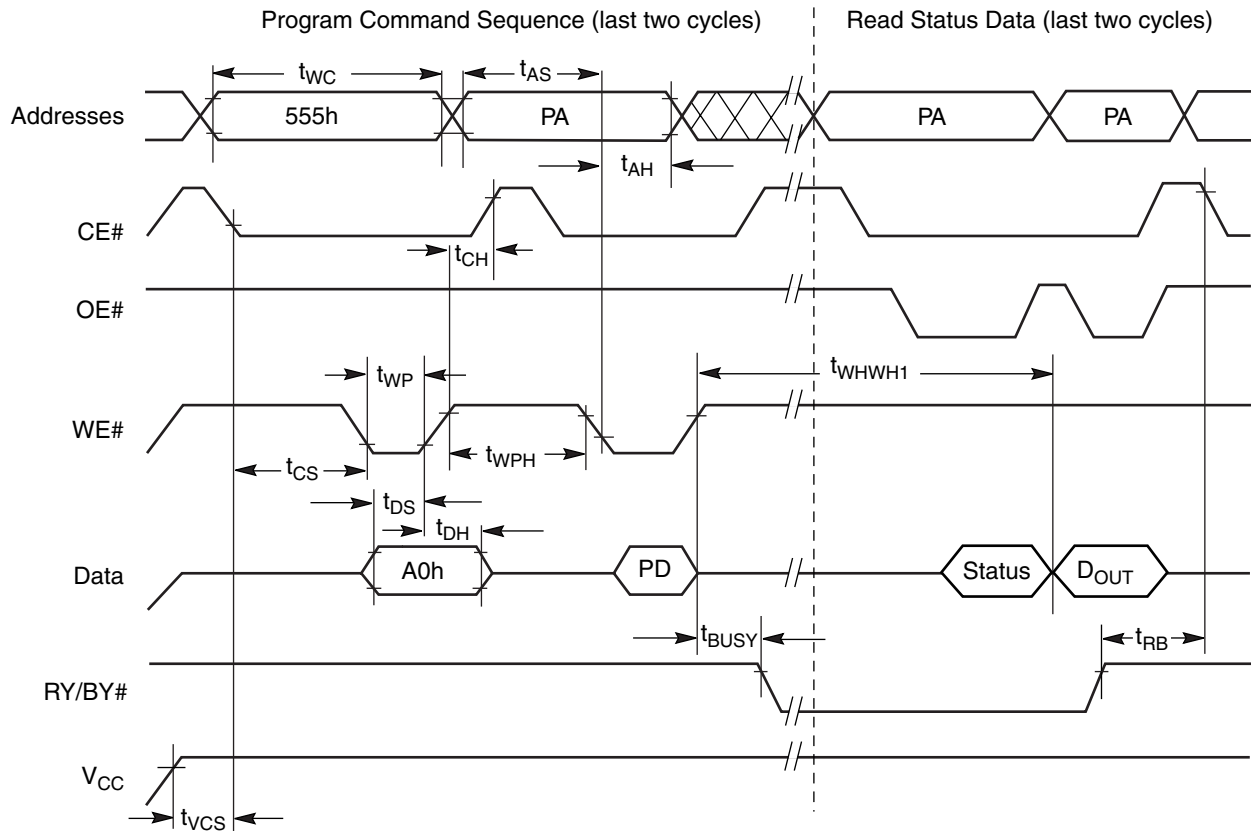 Program Command Sequence (last two cycles)
Read Status Data (last two cycles)
tWC
tAS
Addresses
555h
PA
PA
PA
tAH
CE#
tCH
OE#
tWP
tWHWH1
WE#
tCS
tWPH
tDS
tDH
Data
A0h
PD
Status
DOUT
tBUSY
tRB
RY/BY#
VCC
tVCS